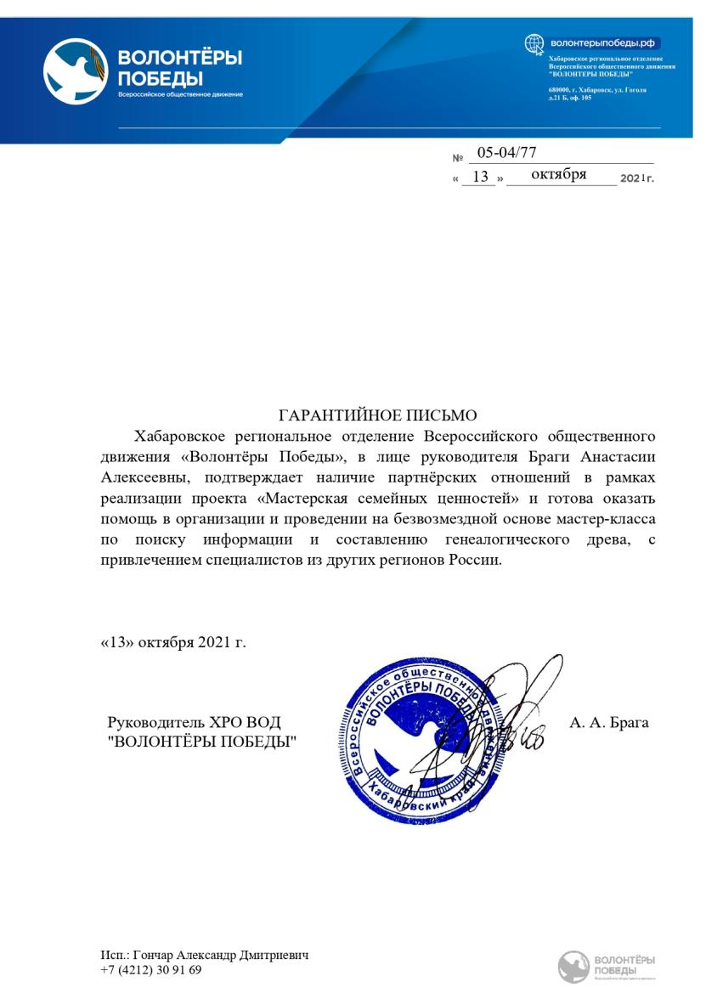 ВОЛОНТЁРЫ
ПОБЕДЫ
Всероссийское общественное движение
волонтерыпобеды.рф
Хабаровское региональное отделение
Всероссийского общественного движения
"ВОЛОНТЕРЫ ПОБЕДЫ"
680000, г. Хабаровск, ул. Гоголя
д.21 Б, оф. 105
№ 05-04/77
« 13 » октября 2021г.
ГАРАНТИЙНОЕ ПИСЬМО
Хабаровское региональное отделение Всероссийского общественного
движения «Волонтёры Победы», в лице руководителя Браги Анастасии
Алексеевны, подтверждает наличие партнёрских отношений в рамках
реализации проекта «Мастерская семейных ценностей» и готова оказать
помощь в организации и проведении на безвозмездной основе мастер-класса
по поиску информации и составлению генеалогического древа, с
привлечением специалистов из других регионов России.
«13» октября 2021 г.
Всероссийское общественное движение
ВОЛОНТЁРЫ ПОБЕДЫ
Хабаровский край
Руководитель ХРО ВОД
"ВОЛОНТЁРЫ ПОБЕДЫ"
А. А. Брага
Исп.: Гончар Александр Дмитриевич
+7 (4212) 30 91 69
ВОЛОНТЁРЫ
ПОБЕДЫ
Всероссийское общественное движение